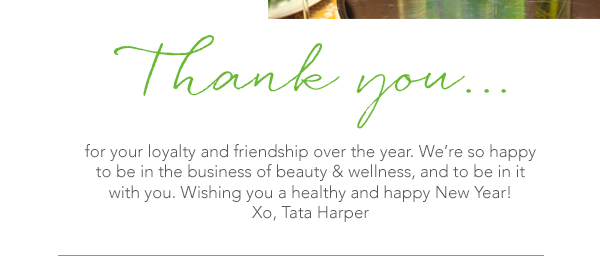 Thank you...
for your loyalty and friendship over the year. We’re so happy
to be in the business of beauty & wellness, and to be in it
with you. Wishing you a healthy and happy New Year!
Xo, Tata Harper